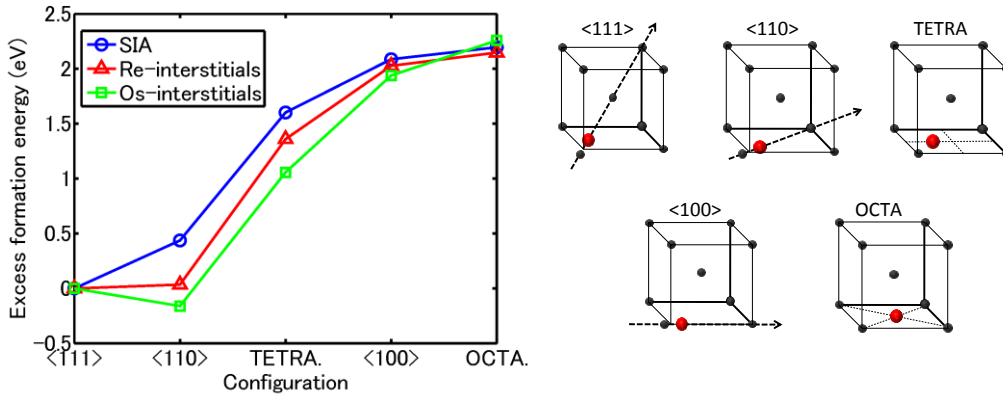 Excess formation energy (eV)
2.5
2
1.5
1
0.5
0
-0.5
SIA
Re-interstitials
Os-interstitials
<111>
<110>
TETRA.
<100>
OCTA.
Configuration
<111>
<110>
TETRA
<100>
OCTA